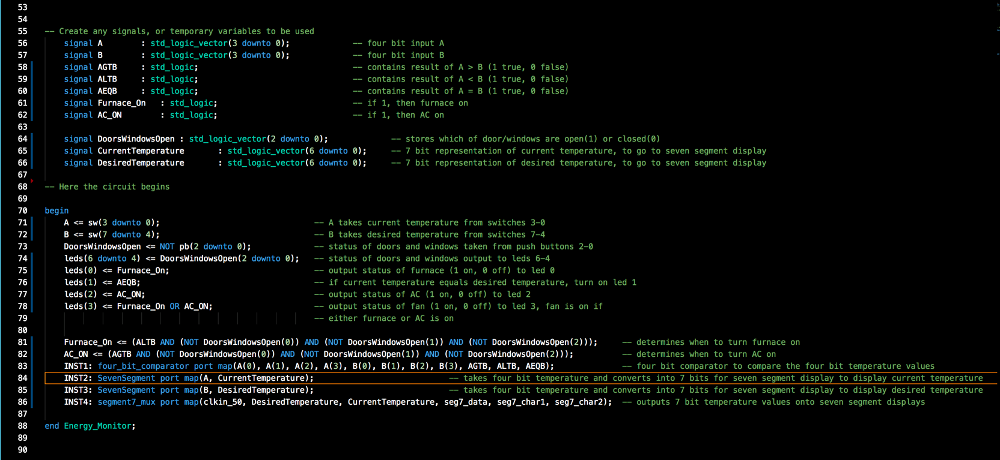 53
54
55 -- Create any signals, or temporary variables to be used
56 signal A : std_logic_vector(3 downto 0); -- four bit input A
57 signal B : std_logic_vector(3 downto 0); -- four bit input B
58 signal AGTB : std_logic; -- contains result of A > B (1 true, 0 false)
59 signal ALTB : std_logic; -- contains result of A < B (1 true, 0 false)
60 signal AEQB : std_logic; -- contains result of A = B (1 true, 0 false)
61 signal Furnace_On : std_logic; -- if 1, then furnace on
62 signal AC_ON : std_logic; -- if 1, then AC on
63
64 signal DoorsWindowsOpen : std_logic_vector(2 downto 0); -- stores which of door/windows are open(1) or closed(0)
65 signal CurrentTemperature : std_logic_vector(6 downto 0); -- 7 bit representation of current temperature, to go to seven segment display
66 signal DesiredTemperature : std_logic_vector(6 downto 0); -- 7 bit representation of desired temperature, to go to seven segment display
67
68 -- Here the circuit begins
69
70 begin
71 A <= sw(3 downto 0); -- A takes current temperature from switches 3-0
72 B <= sw(7 downto 4); -- B takes desired temperature from switches 7-4
73 DoorsWindowsOpen <= NOT pb(2 downto 0); -- status of doors and windows taken from push buttons 2-0
74 leds(6 downto 4) <= DoorsWindowsOpen(2 downto 0); -- status of doors and windows output to leds 6-4
75 leds(0) <= Furnace_On; -- output status of furnace (1 on, 0 off) to led 0
76 leds(1) <= AEQB; -- if current temperature equals desired temperature, turn on led 1
77 leds(2) <= AC_ON; -- output status of AC (1 on, 0 off) to led 2
78 leds(3) <= Furnace_On OR AC_ON; -- output status of fan (1 on, 0 off) to led 3, fan is on if
79 -- either furnace or AC is on
80
81 Furnace_On <= (ALTB AND (NOT DoorsWindowsOpen(0)) AND (NOT DoorsWindowsOpen(1)) AND (NOT DoorsWindowsOpen(2))); -- determines when to turn furnace on
82 AC_ON <= (AGTB AND (NOT DoorsWindowsOpen(0)) AND (NOT DoorsWindowsOpen(1)) AND (NOT DoorsWindowsOpen(2))); -- determines when to turn AC on
83 INST1: four_bit_comparator port map(A(0), A(1), A(2), A(3), B(0), B(1), B(2), B(3), AGTB, ALTB, AEQB); -- four bit comparator to compare the four bit temperature values
84 INST2: SevenSegment port map(A, CurrentTemperature); -- takes four bit temperature and converts into 7 bits for seven segment display to display current temperature
85 INST3: SevenSegment port map(B, DesiredTemperature); -- takes four bit temperature and converts into 7 bits for seven segment display to display desired temperature
86 INST4: segment7_mux port map(clkin_50, DesiredTemperature, CurrentTemperature, seg7_data, seg7_char1, seg7_char2); -- outputs 7 bit temperature values onto seven segment displays
87
88 end Energy_Monitor;
89
90